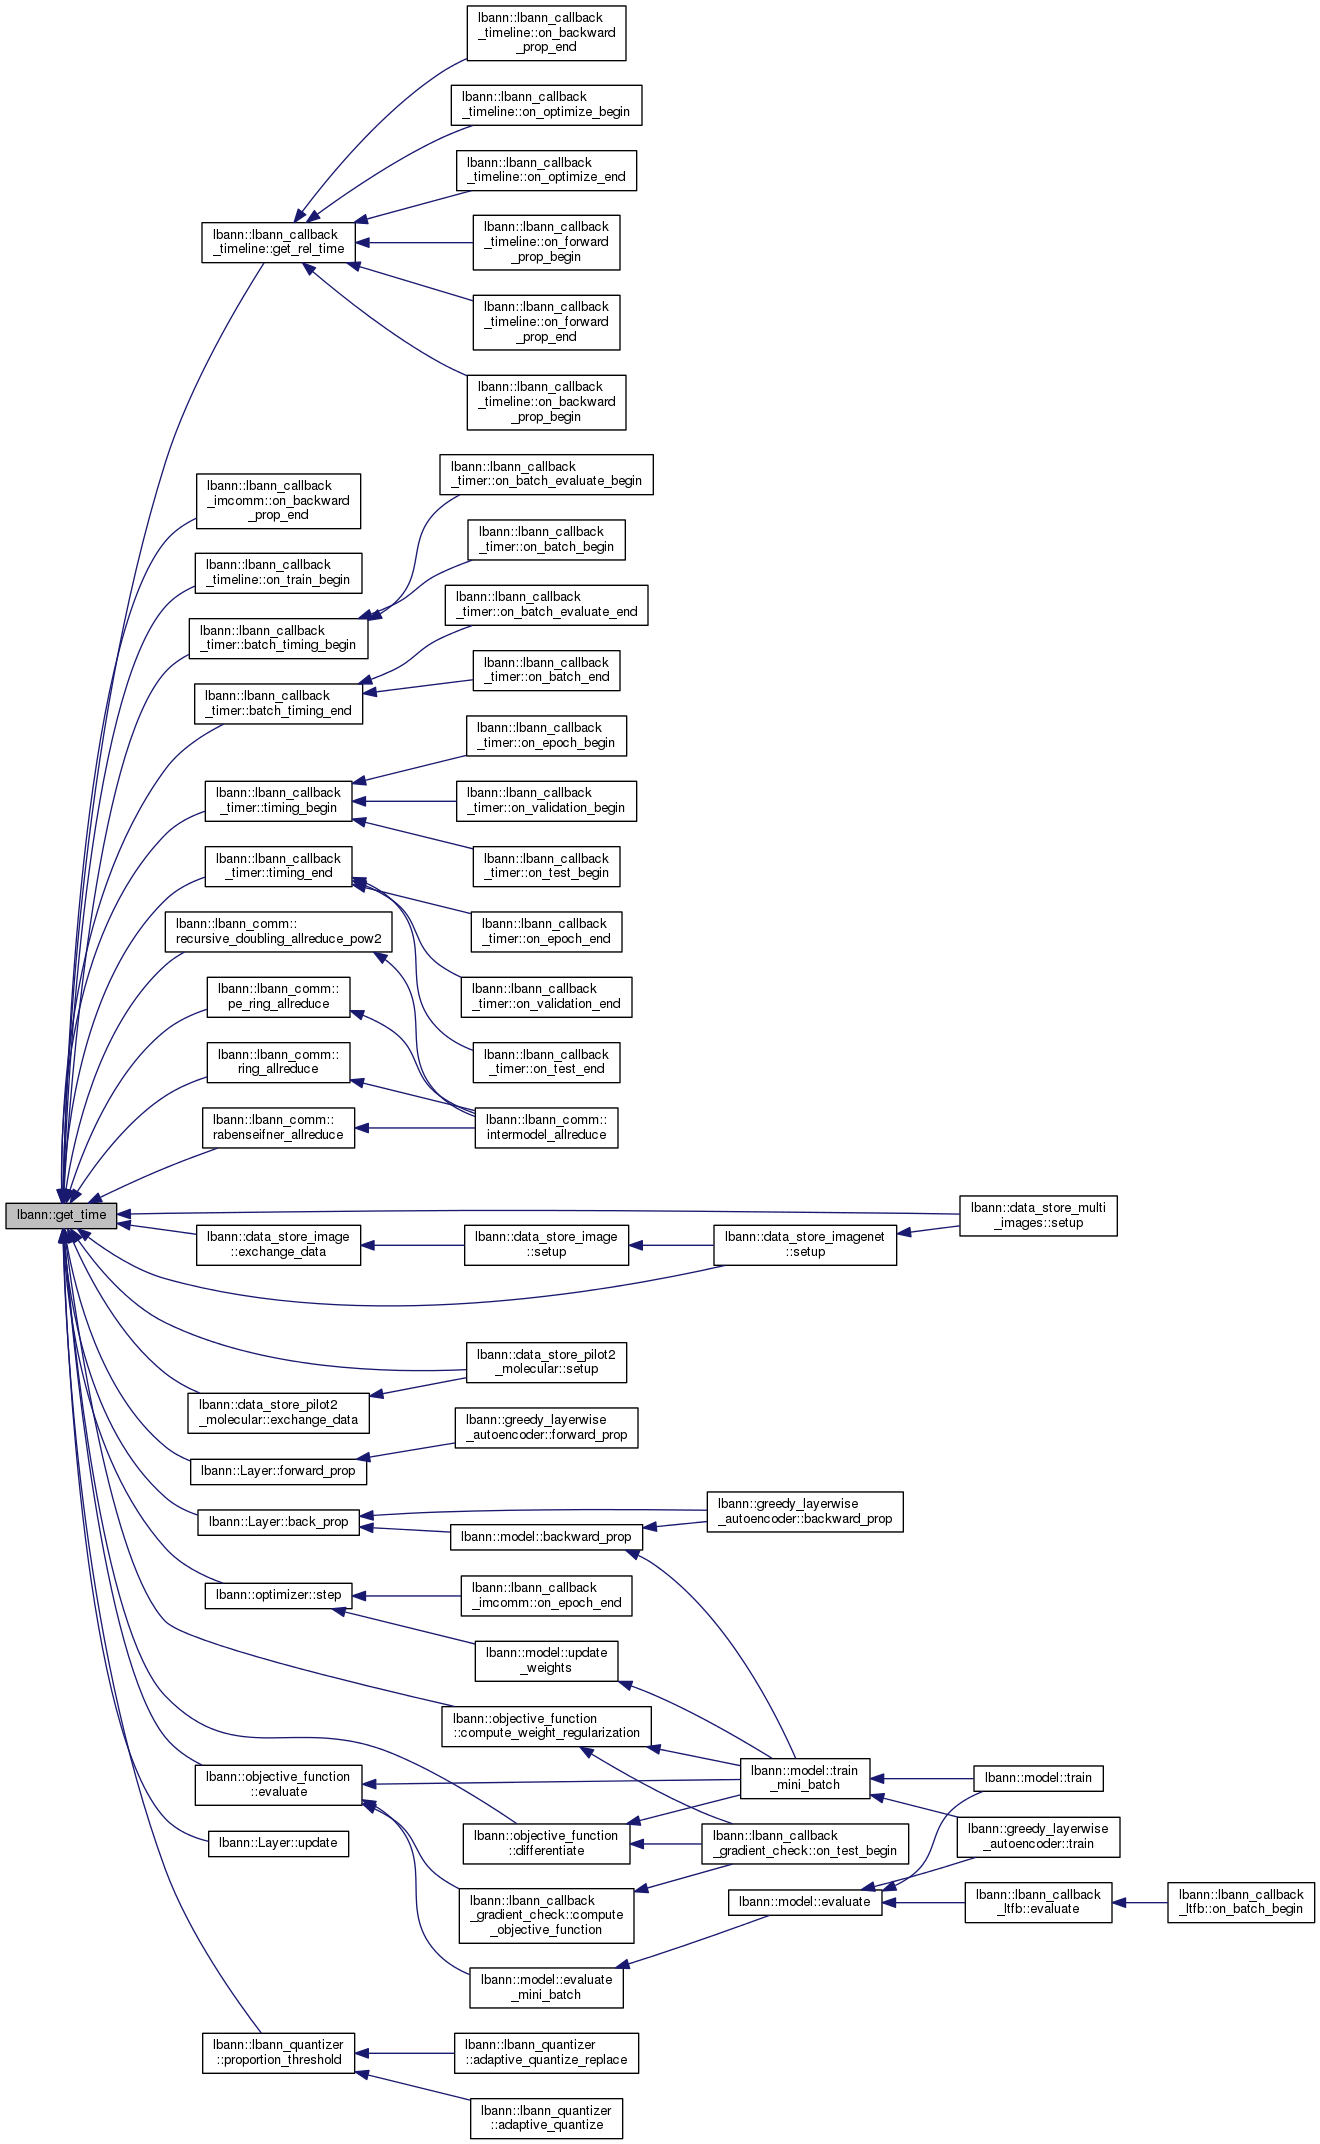 lbann::lbann_callback
_timeline::on_backward
_prop_end
lbann::lbann_callback
_timeline::on_optimize_begin
lbann::lbann_callback
_timeline::on_optimize_end
lbann::lbann_callback
_timeline::get_rel_time
lbann::lbann_callback
_timeline::on_forward
_prop_begin
lbann::lbann_callback
_timeline::on_forward
_prop_end
lbann::lbann_callback
_timeline::on_backward
_prop_begin
lbann::lbann_callback
_imcomm::on_backward
_prop_end
lbann::lbann_callback
_timer::on_batch_evaluate_begin
lbann::lbann_callback
_timer::on_batch_begin
lbann::lbann_callback
_timeline::on_train_begin
lbann::lbann_callback
_timer::on_batch_evaluate_end
lbann::lbann_callback
_timer::batch_timing_begin
lbann::lbann_callback
_timer::on_batch_end
lbann::lbann_callback
_timer::batch_timing_end
lbann::lbann_callback
_timer::on_epoch_begin
lbann::lbann_callback
_timer::timing_begin
lbann::lbann_callback
_timer::on_validation_begin
lbann::lbann_callback
_timer::timing_end
lbann::lbann_callback
_timer::on_test_begin
lbann::lbann_comm::
recursive_doubling_allreduce_pow2
lbann::lbann_callback
_timer::on_epoch_end
lbann::lbann_comm::
pe_ring_allreduce
lbann::lbann_callback
_timer::on_validation_end
lbann::lbann_comm::
ring_allreduce
lbann::lbann_callback
_timer::on_test_end
lbann::lbann_comm::
rabenseifner_allreduce
lbann::lbann_comm::
intermodel_allreduce
lbann::get_time
lbann::data_store_multi
_images::setup
lbann::data_store_image
::exchange_data
lbann::data_store_image
::setup
lbann::data_store_imagenet
::setup
lbann::data_store_pilot2
_molecular::setup
lbann::data_store_pilot2
_molecular::exchange_data
lbann::greedy_layerwise
_autoencoder::forward_prop
lbann::Layer::forward_prop
lbann::greedy_layerwise
_autoencoder::backward_prop
lbann::Layer::back_prop
lbann::model::backward_prop
lbann::optimizer::step
lbann::lbann_callback
_imcomm::on_epoch_end
lbann::model::update
_weights
lbann::objective_function
::compute_weight_regularization
lbann::objective_function
::evaluate
lbann::model::train
_mini_batch
lbann::model::train
lbann::Layer::update
lbann::objective_function
::differentiate
lbann::lbann_callback
_gradient_check::on_test_begin
lbann::greedy_layerwise
_autoencoder::train
lbann::lbann_callback
_gradient_check::compute
_objective_function
lbann::model::evaluate
lbann::lbann_callback
_ltfb::evaluate
lbann::lbann_callback
_ltfb::on_batch_begin
lbann::model::evaluate
_mini_batch
lbann::lbann_quantizer
::proportion_threshold
lbann::lbann_quantizer
::adaptive_quantize_replace
lbann::lbann_quantizer
::adaptive_quantize